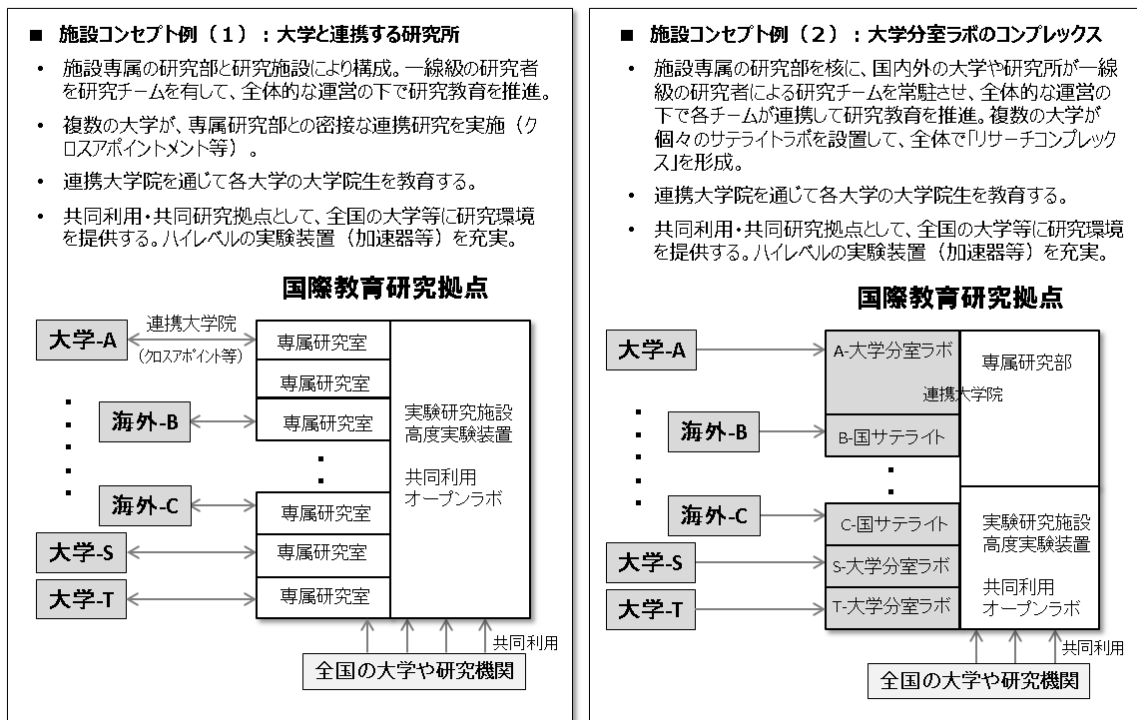 ■ 施設コンセプト例（1）：大学と連携する研究所
• 施設専属の研究部と研究施設により構成。一線級の研究者
を研究チームを有して、全体的な運営の下で研究教育を推進。
• 複数の大学が、専属研究部との密接な連携研究を実施（ク
ロスアポイントメント等）。
• 連携大学院を通じて各大学の大学院生を教育する。
• 共同利用・共同研究拠点として、全国の大学等に研究環境
を提供する。ハイレベルの実験装置（加速器等）を充実。
国際教育研究拠点
大学-A
連携大学院
(クロスアポイント等)
専属研究室
専属研究室
海外-B
専属研究室
実験研究施設
高度実験装置
共同利用
オープンラボ
海外-C
専属研究室
大学-S
専属研究室
大学-T
専属研究室
共同利用
全国の大学や研究機関
■ 施設コンセプト例（2）：大学分室ラボのコンプレックス
• 施設専属の研究部を核に、国内外の大学や研究所が一線
級の研究者による研究チームを常駐させ、全体的な運営の
下で各チームが連携して研究教育を推進。複数の大学が
個々のサテライトラボを設置して、全体で「リサーチコンプレック
ス」を形成。
• 連携大学院を通じて各大学の大学院生を教育する。
• 共同利用・共同研究拠点として、全国の大学等に研究環境
を提供する。ハイレベルの実験装置（加速器等）を充実。
国際教育研究拠点
大学-A
A-大学分室ラボ
専属研究部
連携大学院
海外-B
B-国サテライト
海外-C
C-国サテライト
実験研究施設
高度実験装置
大学-S
S-大学分室ラボ
共同利用
オープンラボ
大学-T
T-大学分室ラボ
共同利用
全国の大学や研究機関